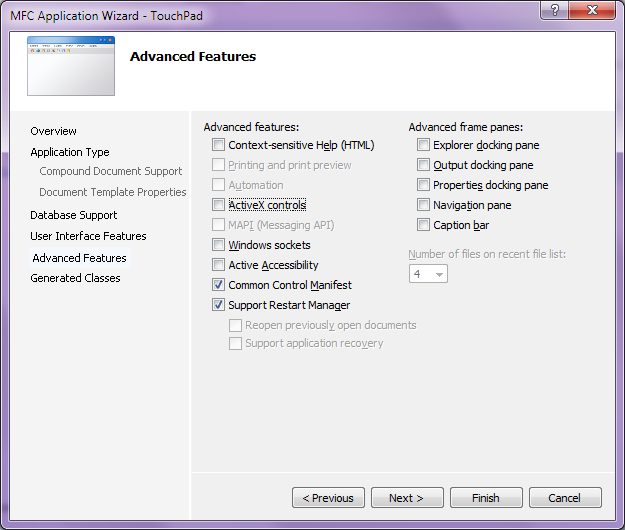 MFC Application Wizard - TouchPad
Advanced Features
Overview
Application Type
Compound Document Support
Document Template Properties
Database Support
User Interface Features
Advanced Features
Generated Classes
Advanced features:
Context-sensitive Help (HTML)
Printing and print preview
Automation
ActiveX controls
MAPI (Messaging API)
Windows sockets
Active Accessibility
Common Control Manifest
Support Restart Manager
Reopen previously open documents
Support application recovery
Advanced frame panes:
Explorer docking pane
Output docking pane
Properties docking pane
Navigation pane
Caption bar
Number of files on recent file list:
4
< Previous
Next >
Finish
Cancel